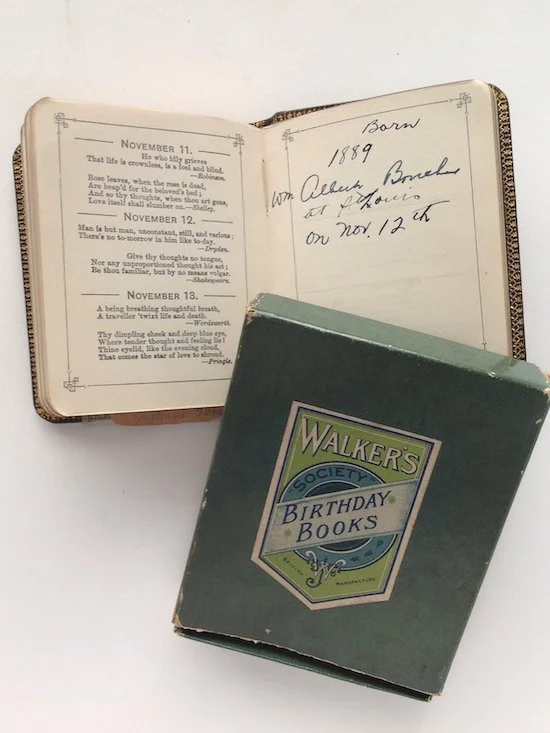 NOVEMBER 11.
He who idly grieves
That life is crownless, is a fool and blind.
—Robinson.
Rose leaves, when the rose is dead,
Are heap'd for the beloved's bed;
And so thy thoughts, when thou art gone,
Love itself shall slumber on.—Shelley.
NOVEMBER 12.
Man is but man, unconstant, still, and various;
There's no to-morrow in him like to-day.
—Dryden.
Give thy thoughts no tongue,
Nor any unproportioned thought his act;
Be thou familiar, but by no means vulgar.
—Shakespeare.
NOVEMBER 13.
A being breathing thoughtful breath,
A traveller 'twixt life and death.
—Wordsworth.
Thy dimpling cheek and deep blue eye,
Where tender thought and feeling lie!
Thine eyelid, like the evening cloud,
That comes the star of love to shroud.
—Pringle.
Born
1889
Wm Albert
at St Louis
on Nov. 12th
WALKER'S
"SOCIETY"
BIRTHDAY
BOOKS
BRITISH MANUFACTURE